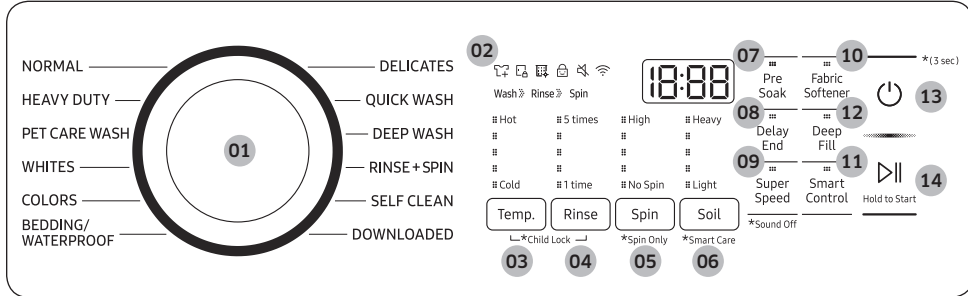 NORMAL
HEAVY DUTY
PET CARE WASH
WHITES
COLORS
BEDDING/
WATERPROOF
01
DELICATES
QUICK WASH
DEEP WASH
RINSE+SPIN
SELF CLEAN
DOWNLOADED
02
Wash » Rinse » Spin
18:88
Hot 5 times High Heavy
Cold 1 time No Spin Light
Temp. Rinse Spin Soil
*Child Lock *Spin Only *Smart Care
03 04 05 06
07 10
Pre Fabric
Soak Softener
08 12
Delay Deep
End Fill
09 11
Super Smart
Speed Control
*Sound Off
*(3 sec)
13
14
Hold to Start